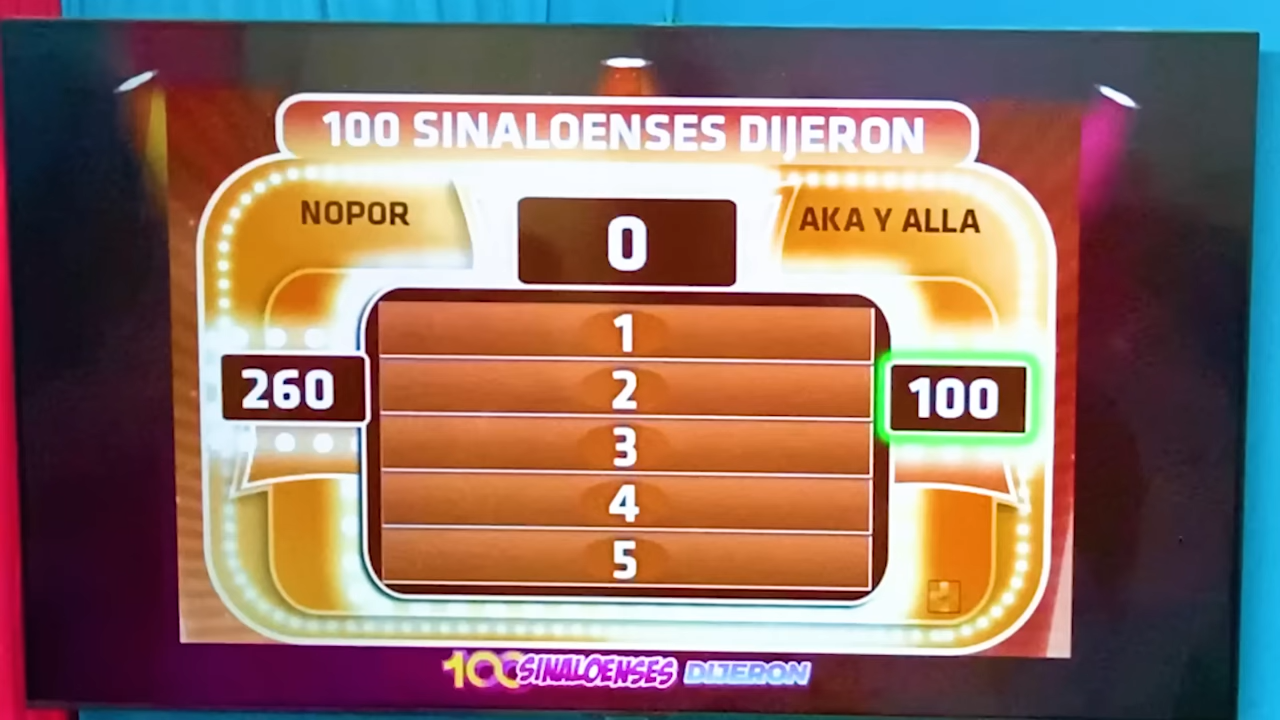 100 SINALOENSES DIJERON
NOPOR
0
AKA Y ALLA
1
260
2
100
3
4
5
100 SINALOENSES DIJERON